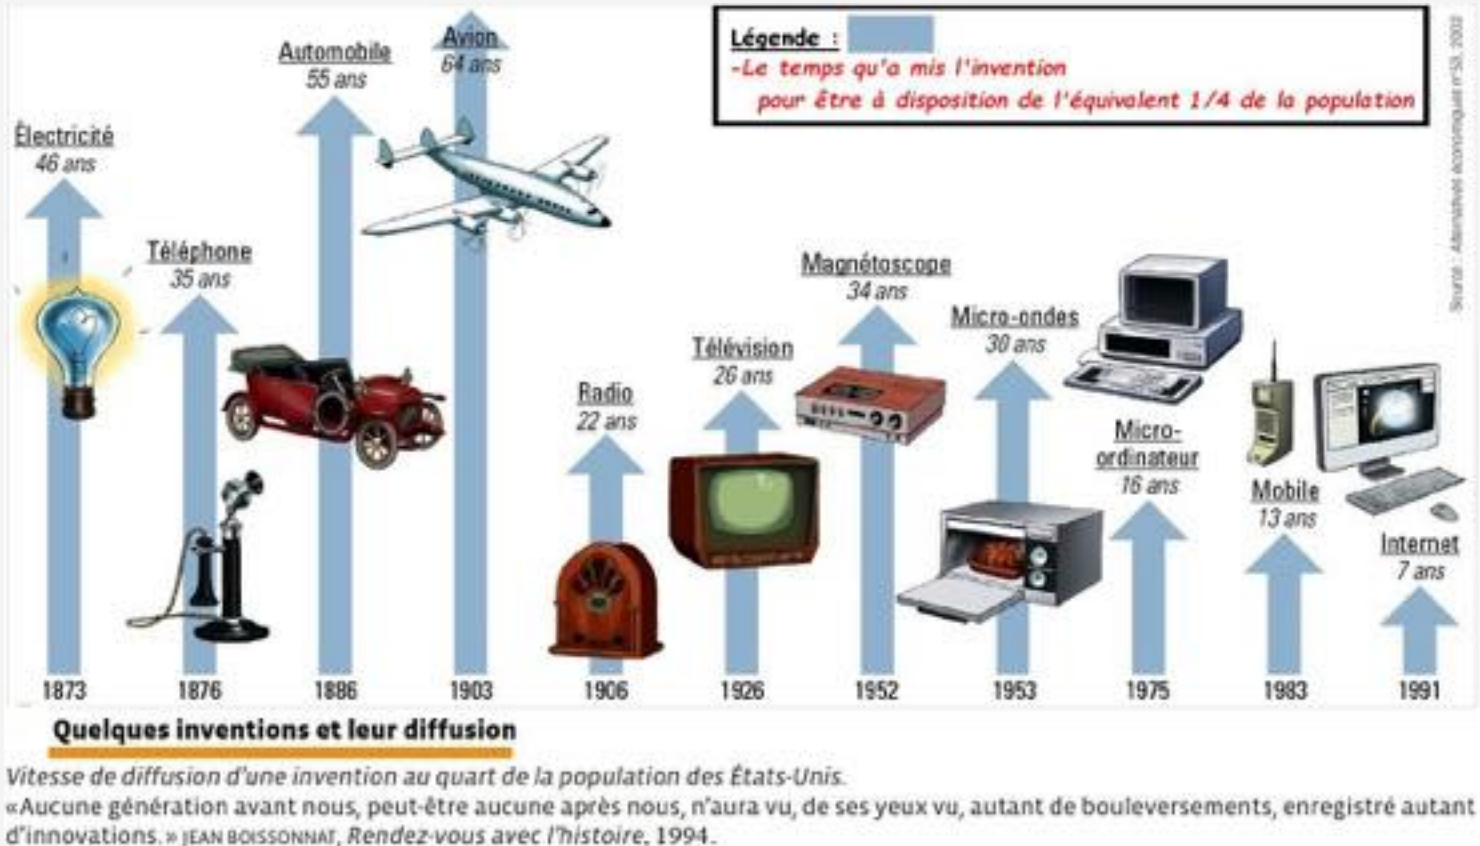 Légende :
-Le temps qu'a mis l'invention
pour être à disposition de l'équivalent 1/4 de la population
Électricité
46 ans
Téléphone
35 ans
Automobile
55 ans
Avion
64 ans
Radio
22 ans
Télévision
26 ans
Magnétoscope
34 ans
Micro-ondes
30 ans
Micro-
ordinateur
16 ans
Mobile
13 ans
Internet
7 ans
1873 1876 1886 1903 1906 1926 1952 1953 1975 1983 1991
Source : Alternatives économiques n°53, 2002
Quelques inventions et leur diffusion
Vitesse de diffusion d'une invention au quart de la population des États-Unis.
«Aucune génération avant nous, peut-être aucune après nous, n'aura vu, de ses yeux vu, autant de bouleversements, enregistré autant
d'innovations.» JEAN BOISSONNAT, Rendez-vous avec l'histoire, 1994.